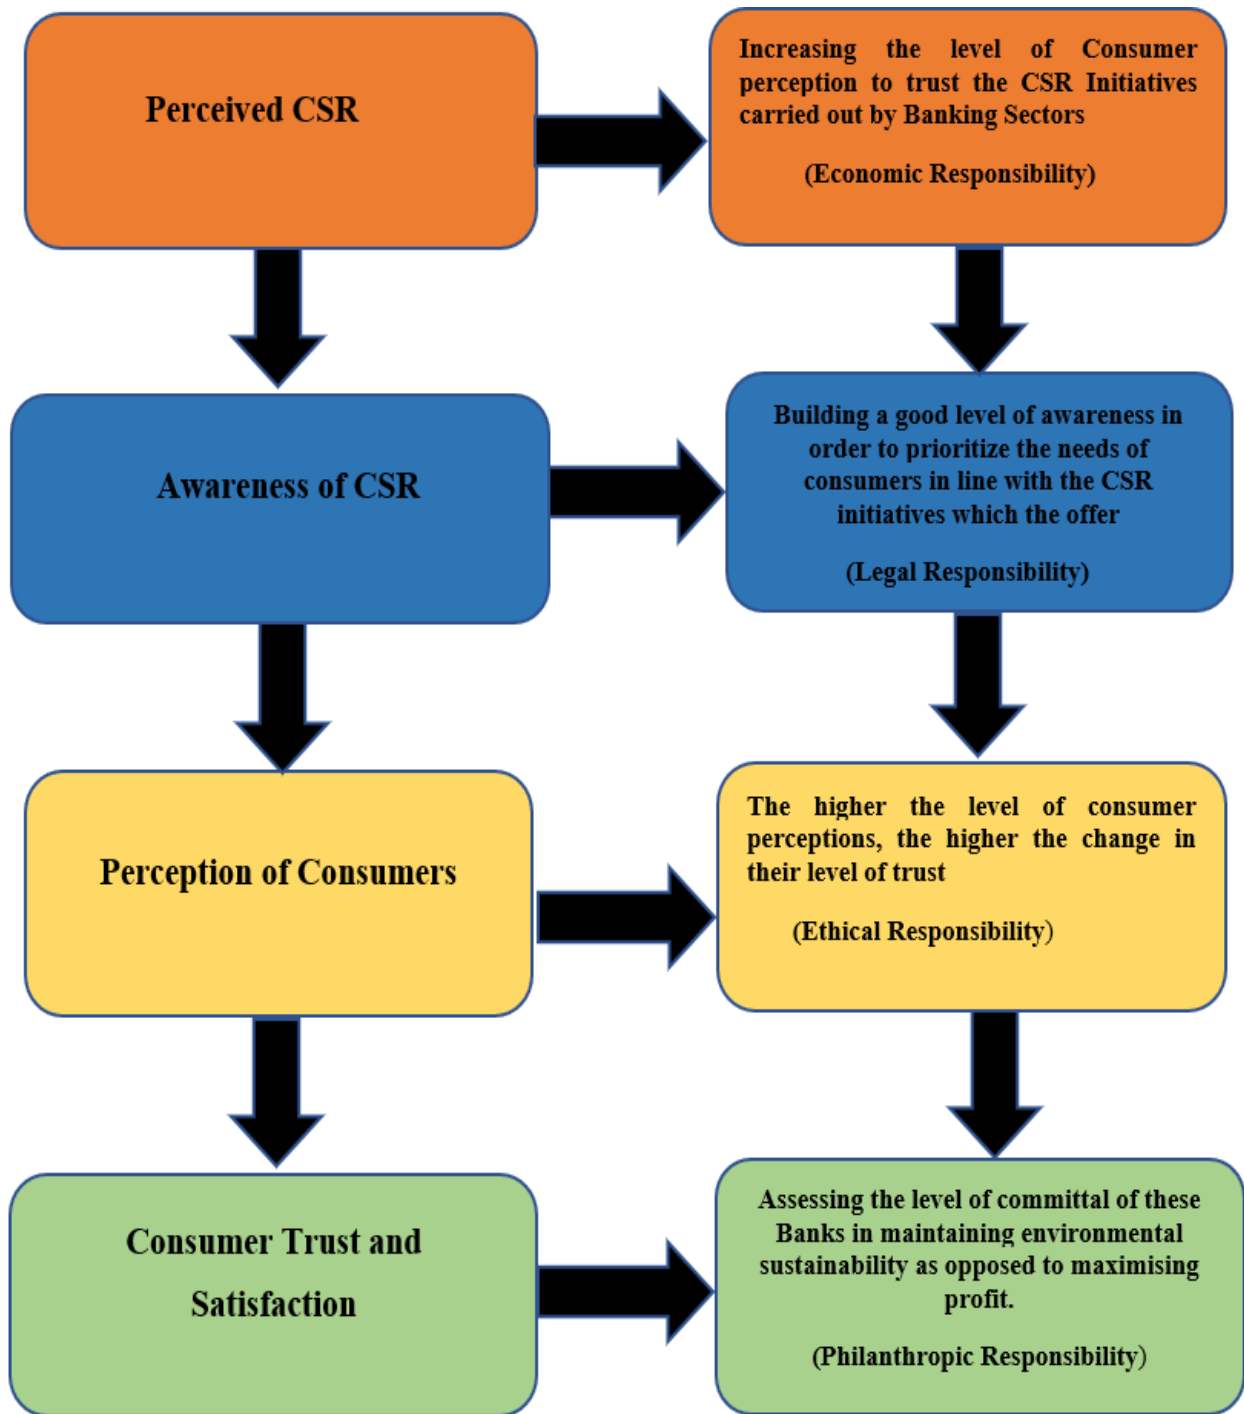 Perceived CSR
Increasing the level of Consumer
perception to trust the CSR Initiatives
carried out by Banking Sectors
(Economic Responsibility)
Awareness of CSR
Building a good level of awareness in
order to prioritize the needs of
consumers in line with the CSR
initiatives which the offer
(Legal Responsibility)
Perception of Consumers
The higher the level of consumer
perceptions, the higher the change in
their level of trust
(Ethical Responsibility)
Consumer Trust and
Satisfaction
Assessing the level of committal of these
Banks in maintaining environmental
sustainability as opposed to maximising
profit.
(Philanthropic Responsibility)